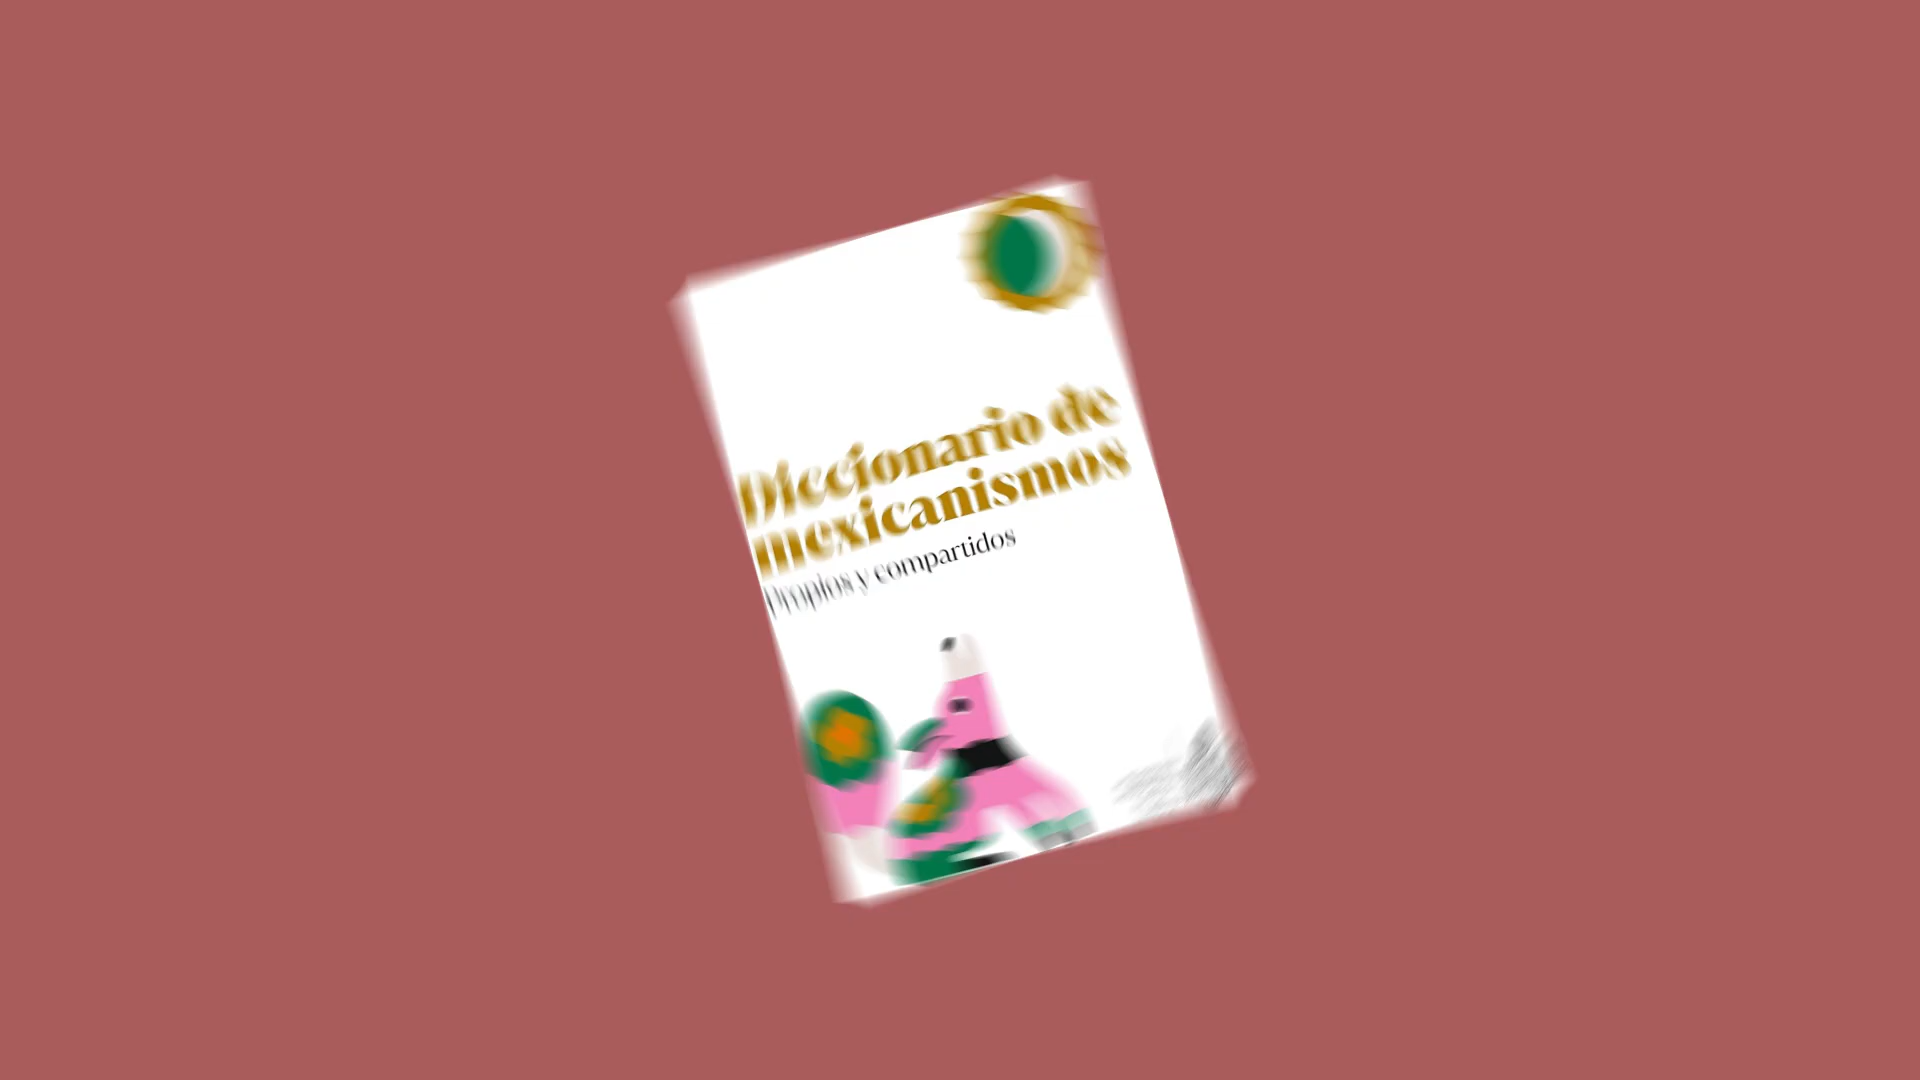 Diccionario de
mexicanismos
Propios y compartidos